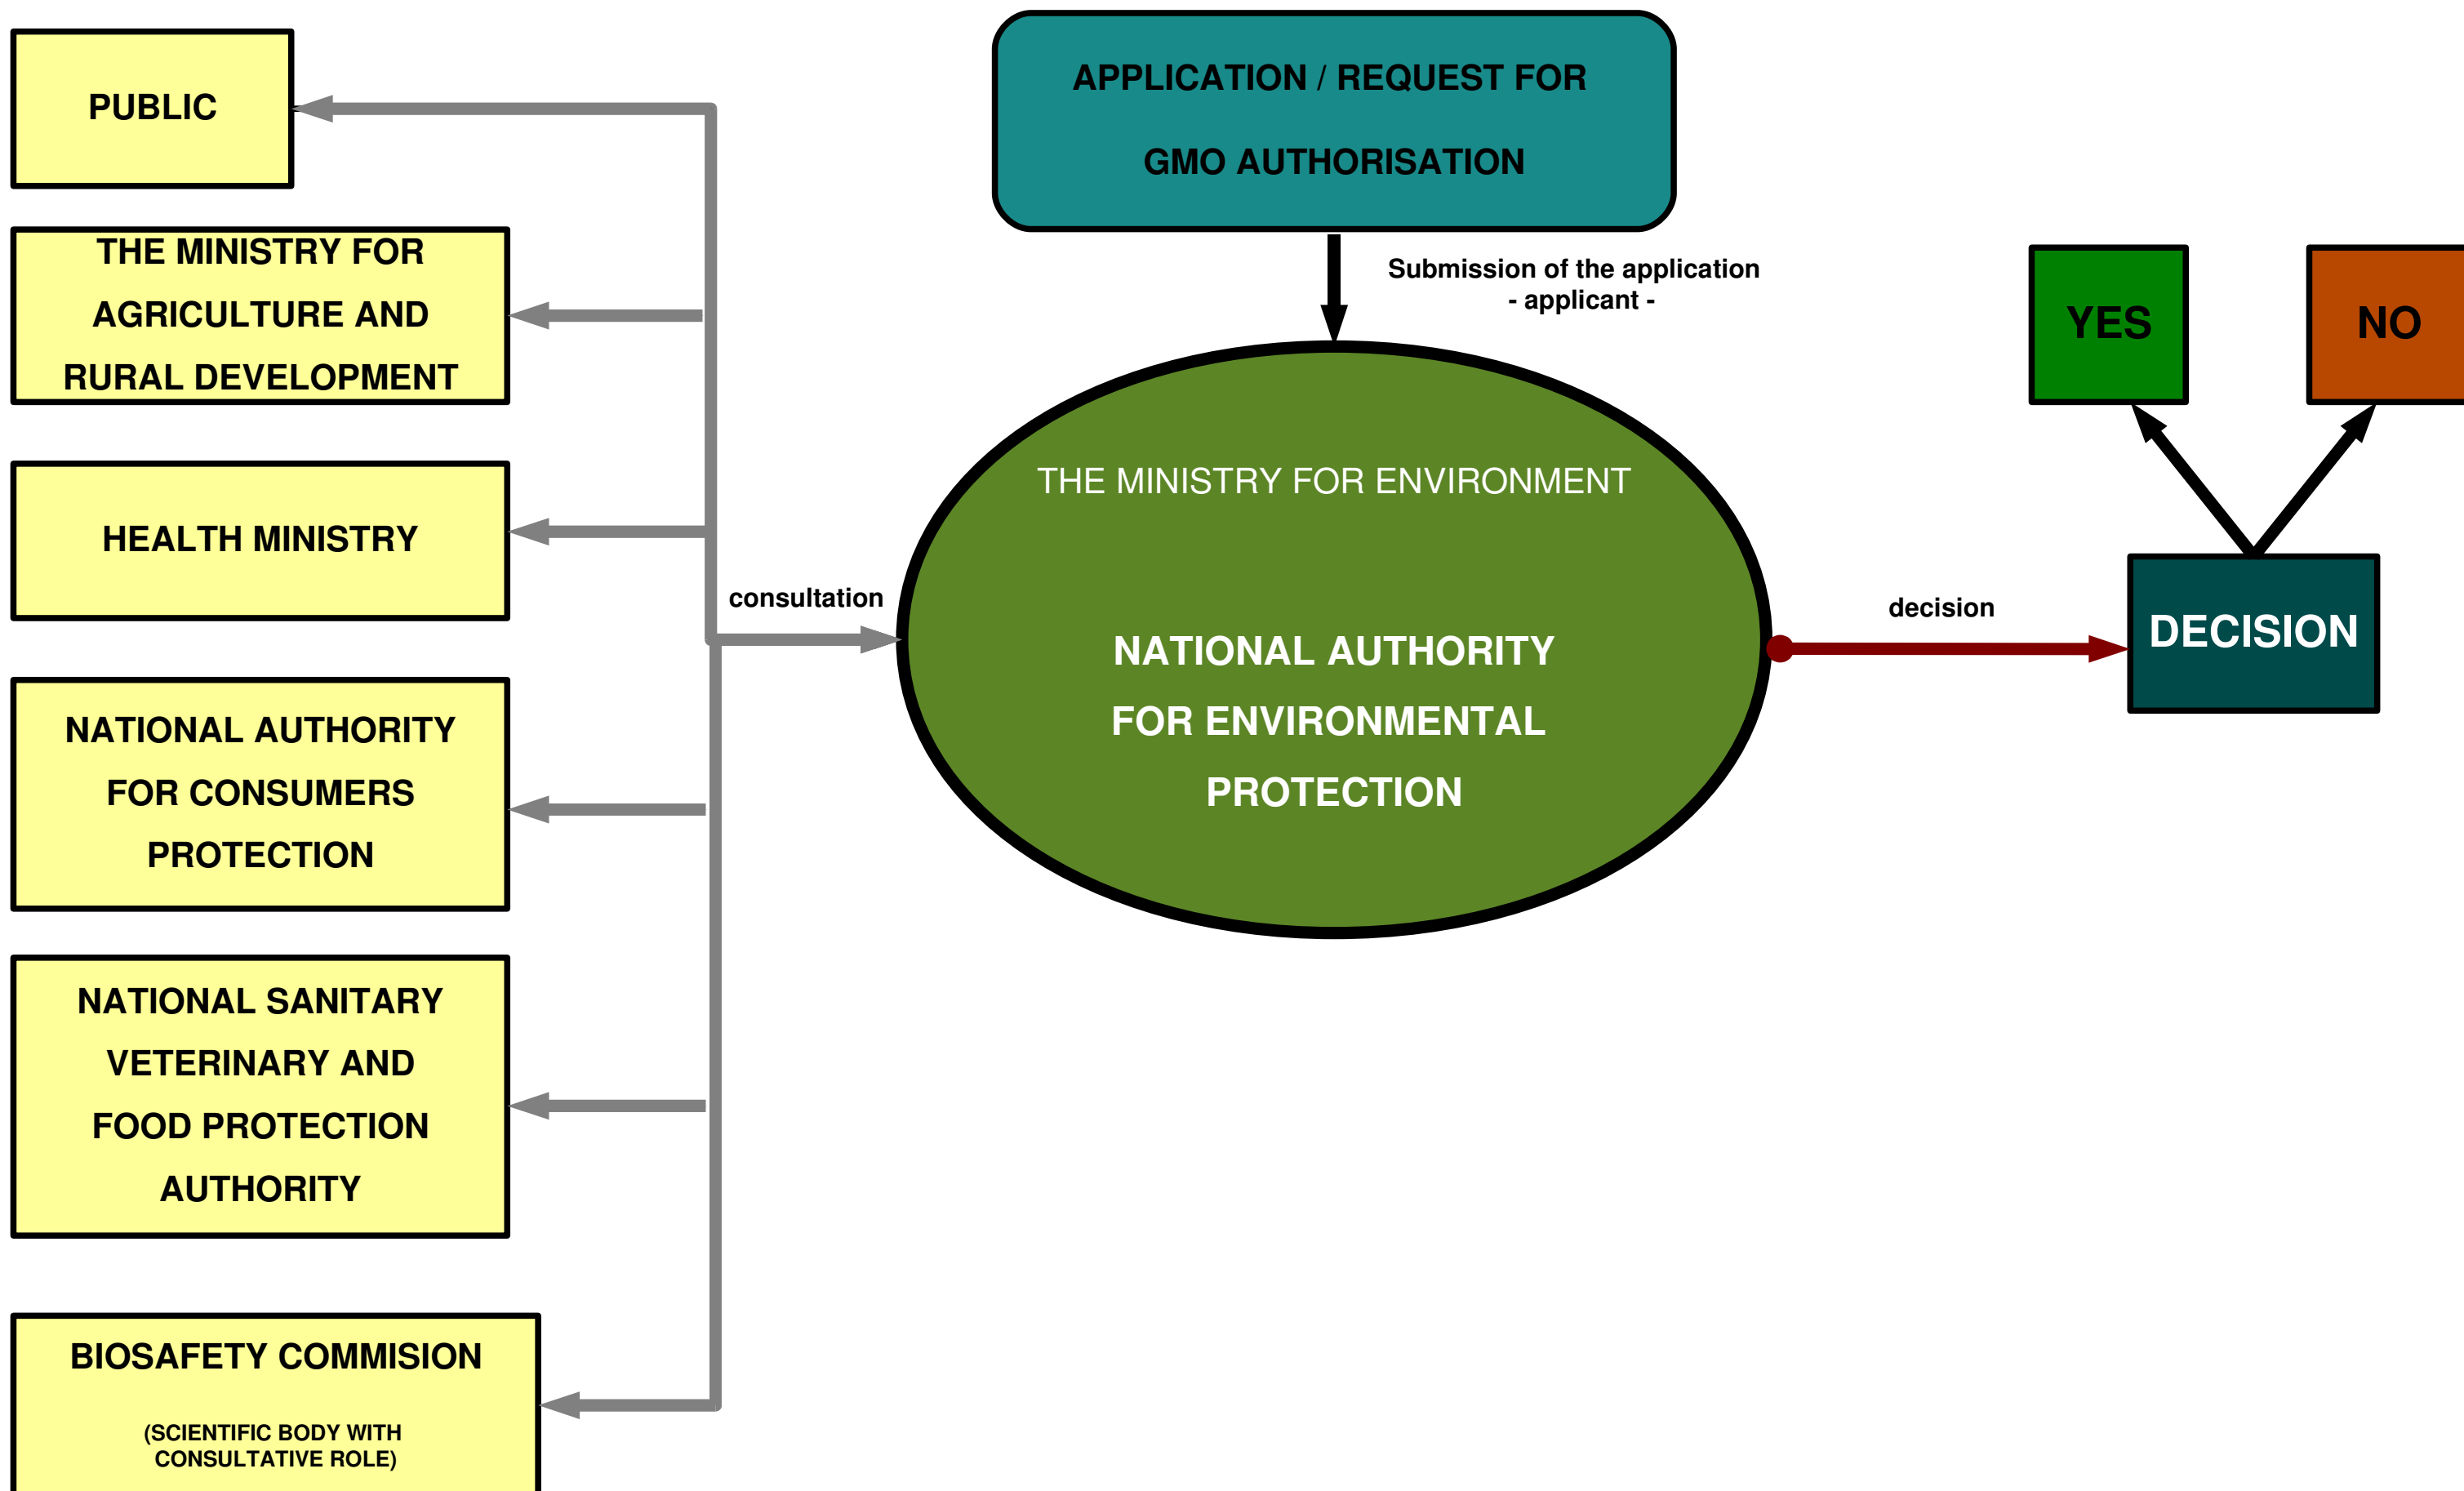 PUBLIC
THE MINISTRY FOR
AGRICULTURE AND
RURAL DEVELOPMENT
HEALTH MINISTRY
NATIONAL AUTHORITY
FOR CONSUMERS
PROTECTION
NATIONAL SANITARY
VETERINARY AND
FOOD PROTECTION
AUTHORITY
BIOSAFETY COMMISION
(SCIENTIFIC BODY WITH
CONSULTATIVE ROLE)
consultation
APPLICATION / REQUEST FOR
GMO AUTHORISATION
Submission of the application
- applicant -
THE MINISTRY FOR ENVIRONMENT
NATIONAL AUTHORITY
FOR ENVIRONMENTAL
PROTECTION
decision
YES
NO
DECISION